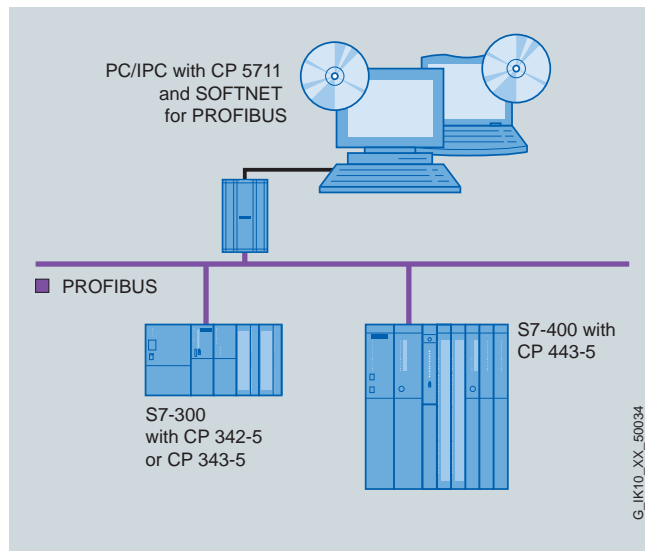 PC/IPC with CP 5711
and SOFTNET
for PROFIBUS
PROFIBUS
S7-400 with
CP 443-5
S7-300
with CP 342-5
or CP 343-5
G_IK10_XX_50034